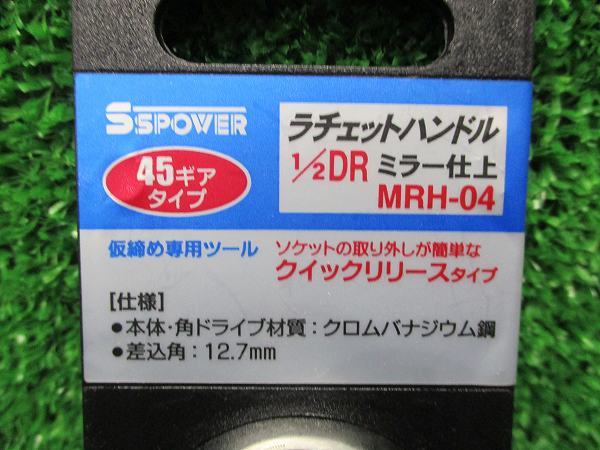 SSPOWER
45ギア
タイプ
ラチェットハンドル
1/2DR ミラー仕上
MRH-04
仮締め専用ツール
ソケットの取り外しが簡単な
クイックリリースタイプ
[仕様]
●本体・角ドライブ材質：クロムバナジウム鋼
●差込角：12.7mm